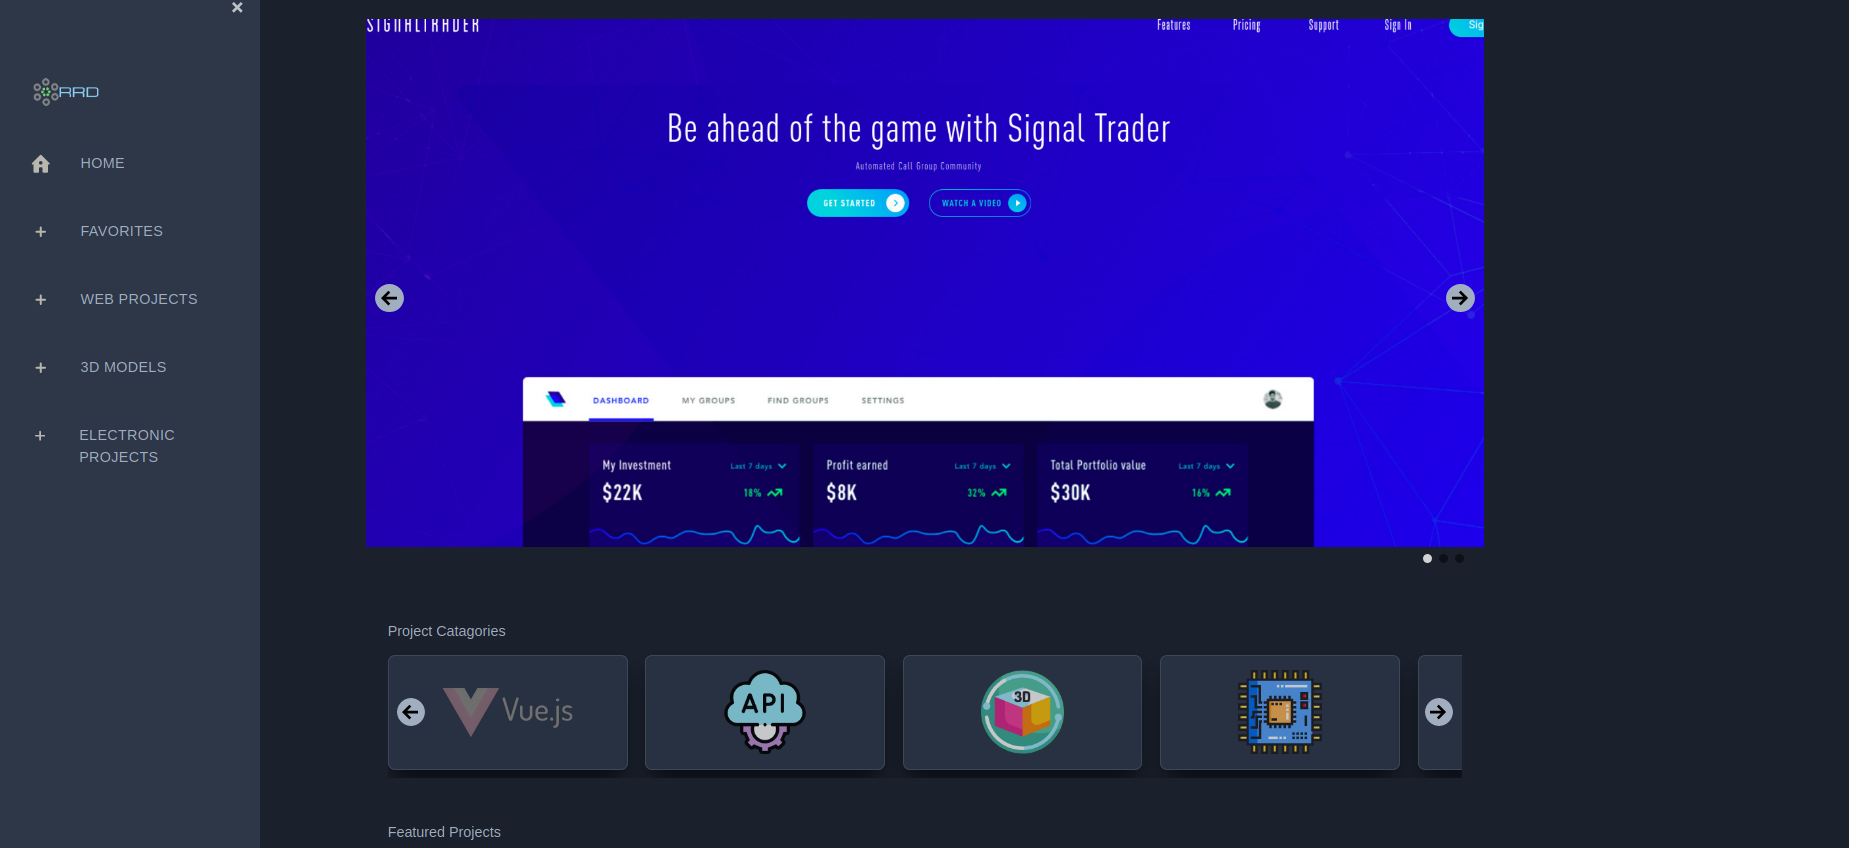 RRD
HOME
FAVORITES
WEB PROJECTS
3D MODELS
ELECTRONIC
PROJECTS
SIGNALTRADER
Features
Pricing
Support
Sign In
Sig
Be ahead of the game with Signal Trader
Automated Call Group Community
GET STARTED
WATCH A VIDEO
DASHBOARD
MY GROUPS
FIND GROUPS
SETTINGS
My Investment
Last 7 days
$22K
18%
Profit earned
Last 7 days
$8K
32%
Total Portfolio value
Last 7 days
$30K
16%
Project Catagories
Vue.js
API
3D
Featured Projects